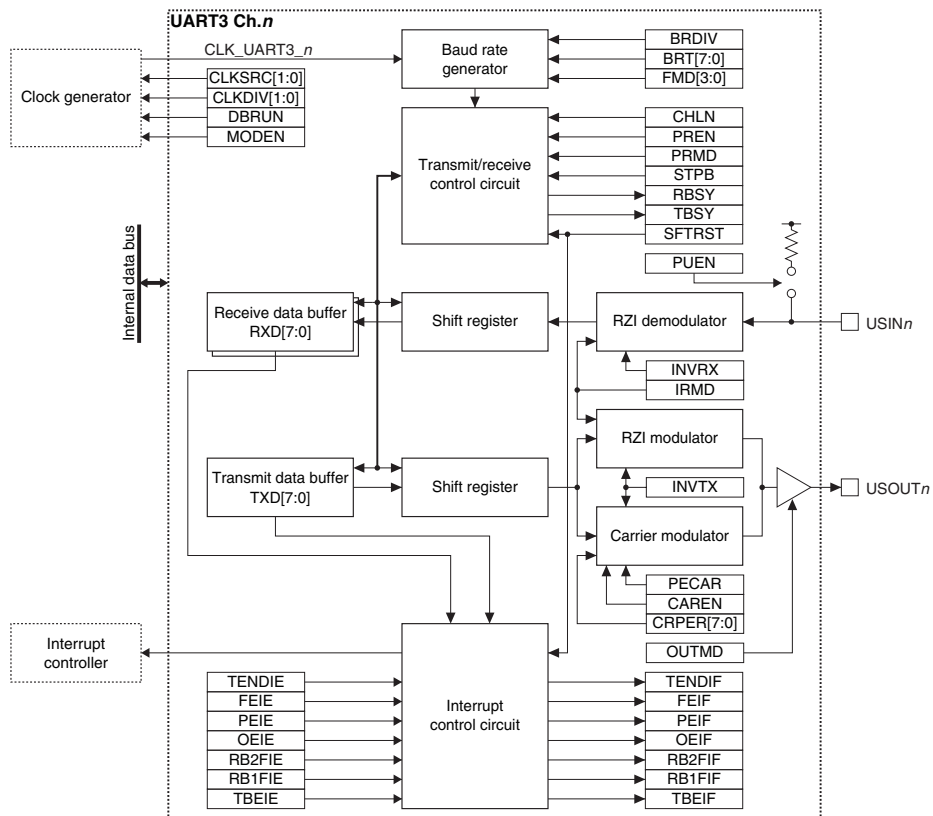 UART3 Ch.n
CLK_UART3_n
Clock generator
CLKSRC[1:0]
CLKDIV[1:0]
DBRUN
MODEN
Baud rate
generator
BRDIV
BRT[7:0]
FMD[3:0]
Transmit/receive
control circuit
CHLN
PREN
PRMD
STPB
RBSY
TBSY
SFTRST
PUEN
Internal data bus
Receive data buffer
RXD[7:0]
Shift register
RZI demodulator
USINn
INVRX
IRMD
RZI modulator
Transmit data buffer
TXD[7:0]
Shift register
INVTX
USOUTn
Carrier modulator
PECAR
CAREN
CRPER[7:0]
OUTMD
Interrupt
controller
Interrupt
control circuit
TENDIE
FEIE
PEIE
OEIE
RB2FIE
RB1FIE
TBEIE
TENDIF
FEIF
PEIF
OEIF
RB2FIF
RB1FIF
TBEIF